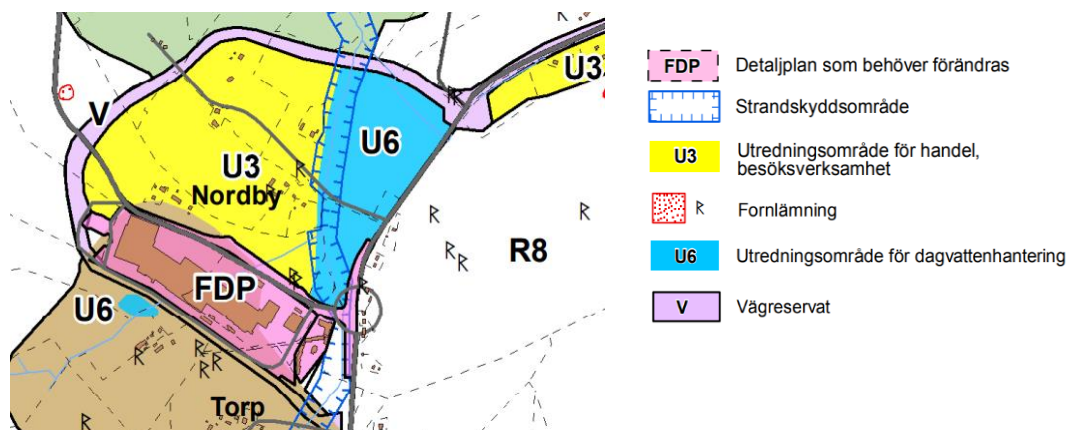 U3
V
U6
U3
Nordby
R8
FDP
U6
Torp
FDP
Detaljplan som behöver förändras
Strandskyddsområde
U3
Utredningsområde för handel,
besöksverksamhet
R
Fornlämning
U6
Utredningsområde för dagvattenhantering
V
Vägreservat